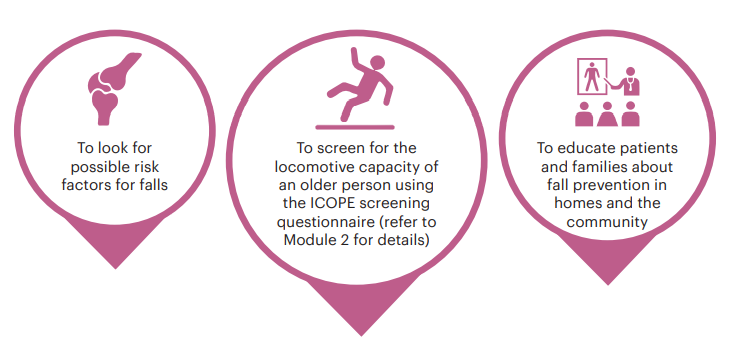 To look for
possible risk
factors for falls
To screen for the
locomotive capacity of
an older person using
the ICOPE screening
questionnaire (refer to
Module 2 for details)
To educate patients
and families about
fall prevention in
homes and the
community